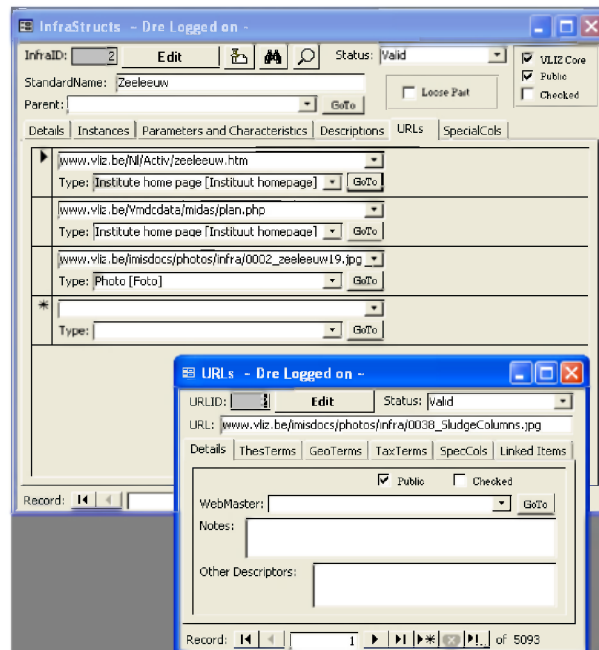 InfraStructs - Dre Logged on -
InfraID: 2 Edit Status: Valid
VLIZ Core
Public
Checked
StandardName: Zeeleeuw
Loose Part
Parent: GoTo
Details Instances Parameters and Characteristics Descriptions URLs SpecialCols
www.vliz.be/Nl/Activ/zeeleeuw.htm
Type: Institute home page [Instituut homepage] GoTo
www.vliz.be/Vmdcdata/midas/plan.php
Type: Institute home page [Instituut homepage] GoTo
www.vliz.be/imisdocs/photos/infra/0002_zeeleeuw19.jpg
Type: Photo [Foto] GoTo
Type: GoTo
Record:
URLs - Dre Logged on -
URLID: Edit Status: Valid
URL: www.vliz.be/imisdocs/photos/infra/0038_SludgeColumns.jpg
Details ThesTerms GeoTerms TaxTerms SpecCols Linked Items
Public Checked
WebMaster: GoTo
Notes:
Other Descriptors:
Record: 1 of 5093